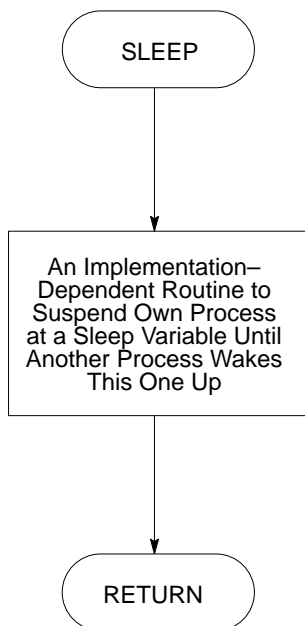 SLEEP
An Implementation–
Dependent Routine to
Suspend Own Process
at a Sleep Variable Until
Another Process Wakes
This One Up
RETURN